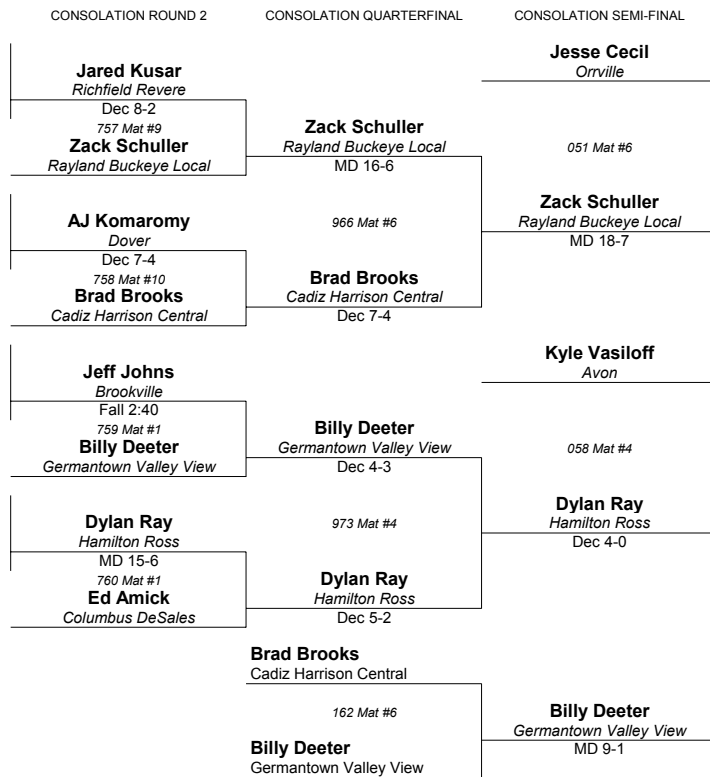 CONSOLATION ROUND 2
CONSOLATION QUARTERFINAL
CONSOLATION SEMI-FINAL
Jared Kusar
Richfield Revere
Dec 8-2
757 Mat #9
Zack Schuller
Rayland Buckeye Local
AJ Komaromy
Dover
Dec 7-4
758 Mat #10
Brad Brooks
Cadiz Harrison Central
Jeff Johns
Brookville
Fall 2:40
759 Mat #1
Billy Deeter
Germantown Valley View
Dylan Ray
Hamilton Ross
MD 15-6
760 Mat #1
Ed Amick
Columbus DeSales
Zack Schuller
Rayland Buckeye Local
MD 16-6
966 Mat #6
Brad Brooks
Cadiz Harrison Central
Dec 7-4
Billy Deeter
Germantown Valley View
Dec 4-3
973 Mat #4
Dylan Ray
Hamilton Ross
Dec 5-2
Jesse Cecil
Orrville
051 Mat #6
Zack Schuller
Rayland Buckeye Local
MD 18-7
Kyle Vasiloff
Avon
058 Mat #4
Dylan Ray
Hamilton Ross
Dec 4-0
Brad Brooks
Cadiz Harrison Central
162 Mat #6
Billy Deeter
Germantown Valley View
Billy Deeter
Germantown Valley View
MD 9-1